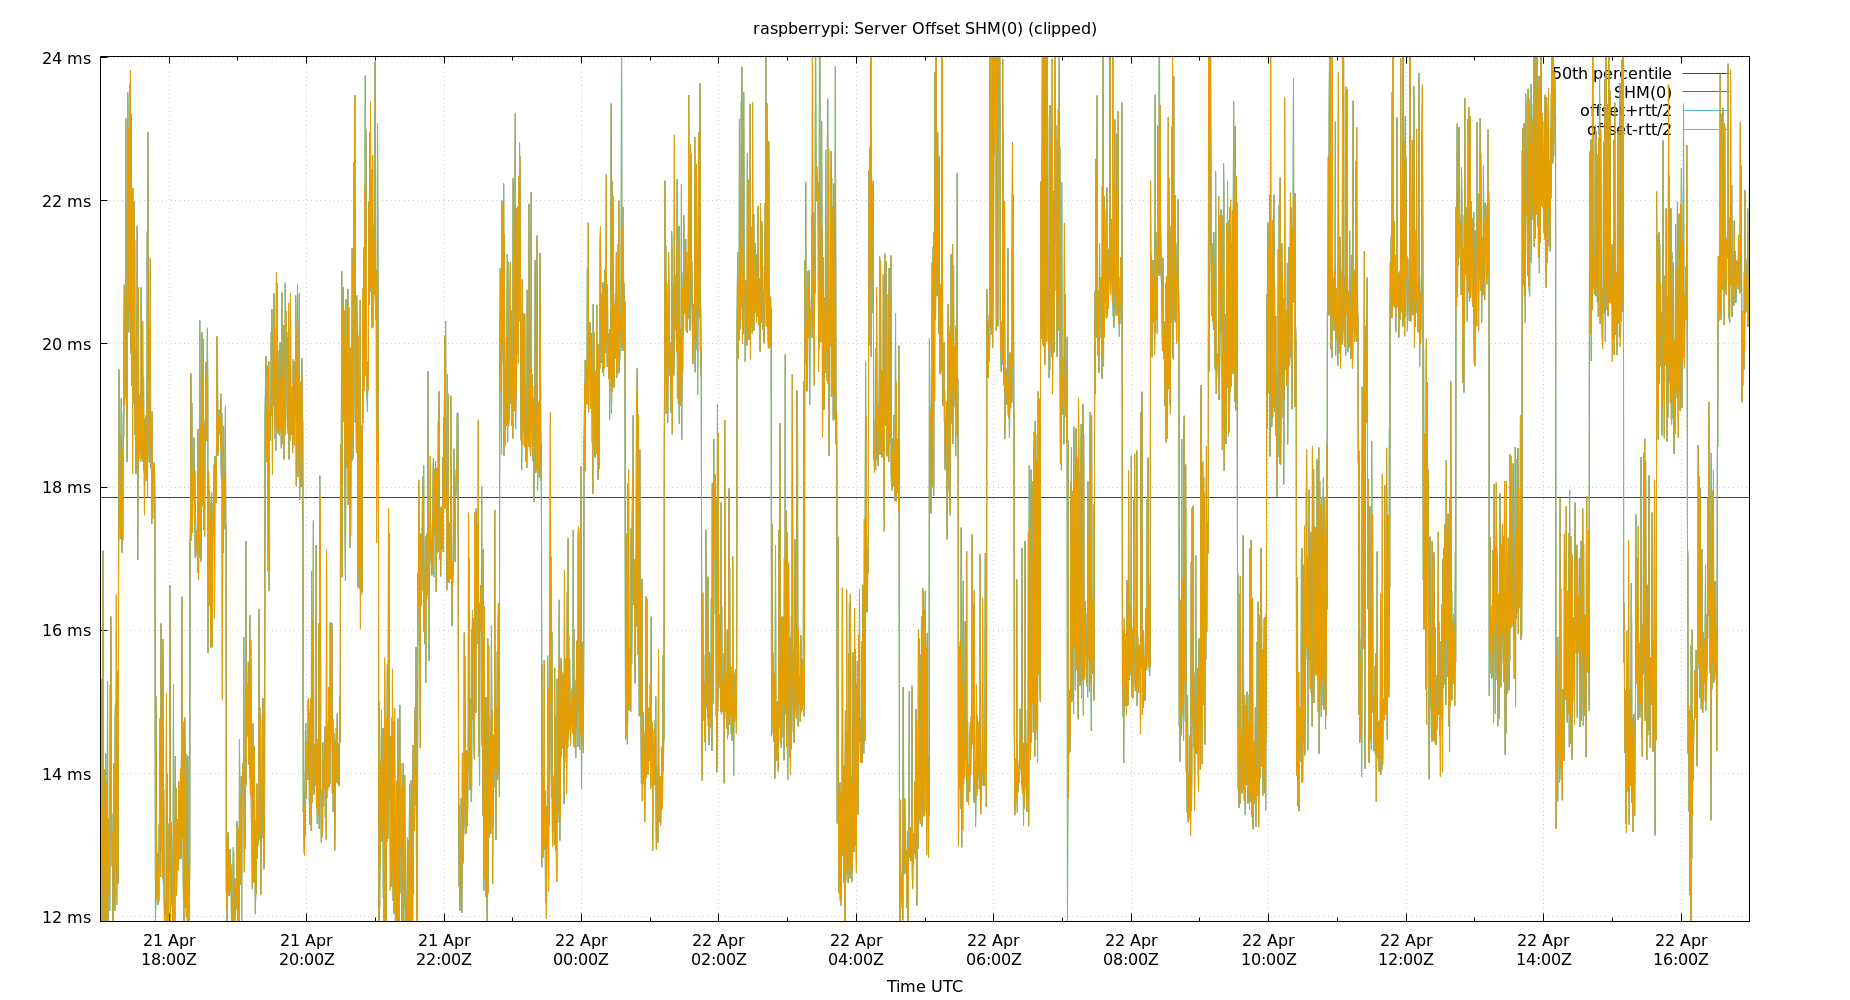 raspberrypi: Server Offset SHM(0) (clipped)
24 ms
22 ms
20 ms
18 ms
16 ms
14 ms
12 ms
50th percentile
SHM(0)
offset+rtt/2
offset-rtt/2
21 Apr 21 Apr 21 Apr 22 Apr 22 Apr 22 Apr 22 Apr 22 Apr 22 Apr 22 Apr 22 Apr 22 Apr
18:00Z 20:00Z 22:00Z 00:00Z 02:00Z 04:00Z 06:00Z 08:00Z 10:00Z 12:00Z 14:00Z 16:00Z
Time UTC